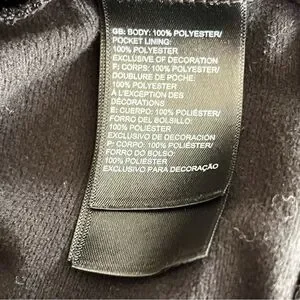 GB: BODY: 100% POLYESTER/
POCKET LINING:
100% POLYESTER
EXCLUSIVE OF DECORATION
F: CORPS: 100% POLYESTER/
DOUBLURE DE POCHE:
100% POLYESTER
À L'EXCEPTION DES
DÉCORATIONS
E: CUERPO: 100% POLIÉSTER/
FORRO DEL BOLSILLO:
100% POLIÉSTER
EXCLUSIVO DE DECORACIÓN
P: CORPO: 100% POLIÉSTER/
FORRO DO BOLSO:
100% POLIÉSTER
EXCLUSIVO PARA DECORAÇÃO